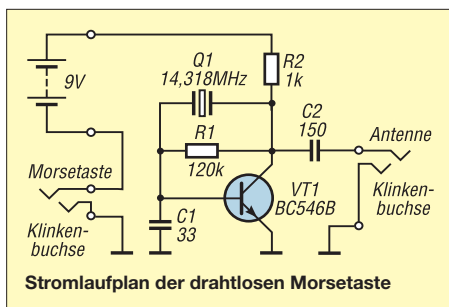 9V
Q1
14,318MHz
R2
1k
R1
120k
C2
150
Antenne
Klinken-
buchse
VT1
BC546B
Morsetaste
Klinken-
buchse
C1
33
Stromlaufplan der drahtlosen Morsetaste